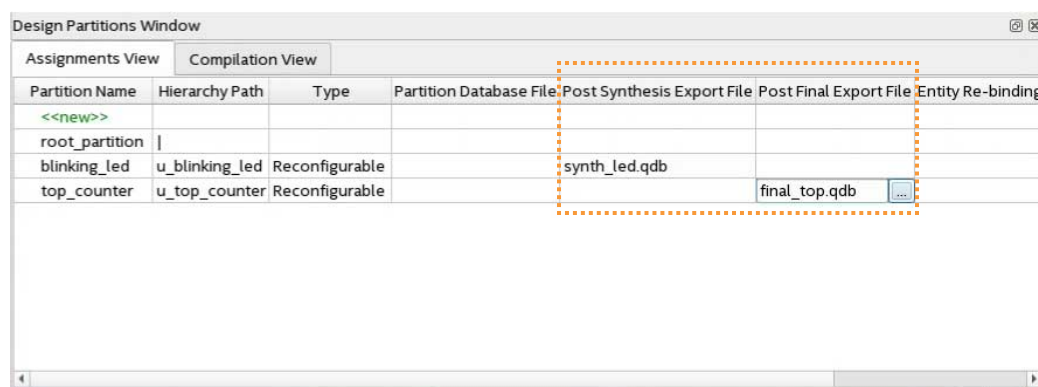 Design Partitions Window
Assignments View Compilation View
Partition Name Hierarchy Path Type Partition Database File Post Synthesis Export File Post Final Export File Entity Re-binding
<<new>>
root_partition |
blinking_led u_blinking_led Reconfigurable synth_led.qdb
top_counter u_top_counter Reconfigurable final_top.qdb ...